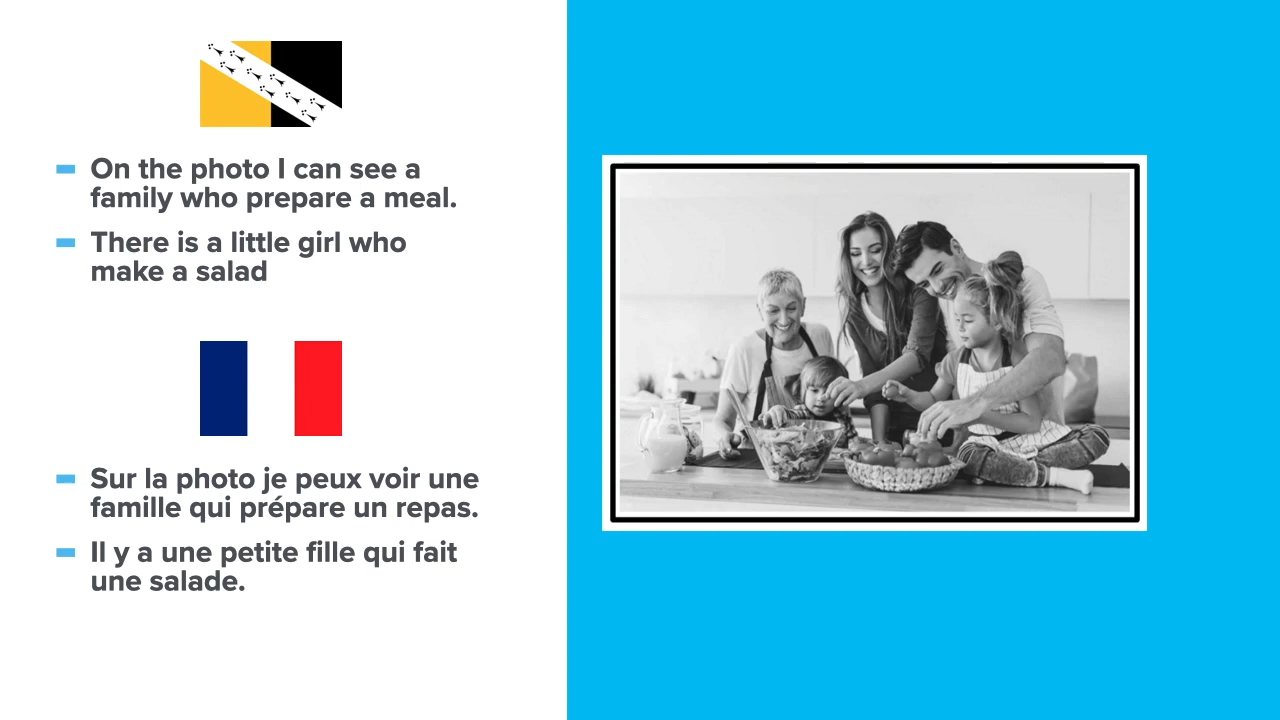 On the photo I can see a
family who prepare a meal.
There is a little girl who
make a salad
Sur la photo je peux voir une
famille qui prépare un repas.
Il y a une petite fille qui fait
une salade.